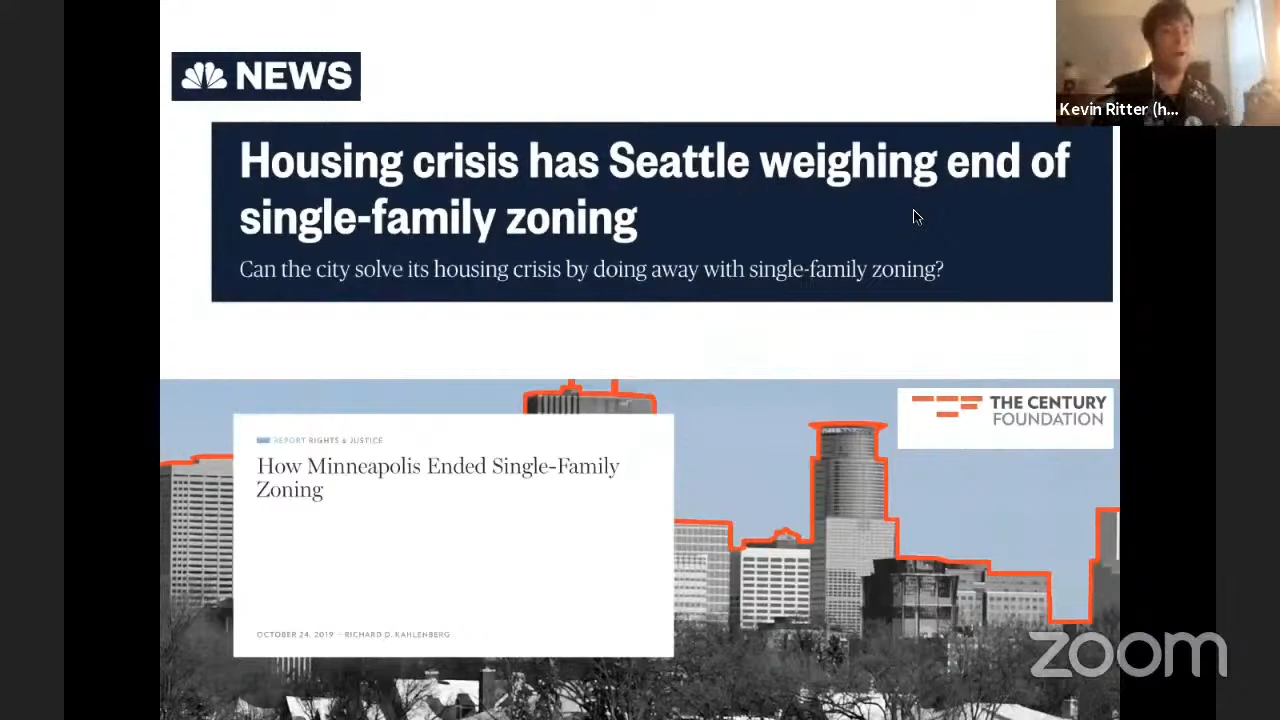 NEWS
Housing crisis has Seattle weighing end of
single-family zoning
Can the city solve its housing crisis by doing away with single-family zoning?
Kevin Ritter (h...
THE CENTURY
FOUNDATION
REPORT RIGHTS & JUSTICE
How Minneapolis Ended Single-Family
Zoning
OCTOBER 24, 2019 — RICHARD D. KAHLENBERG
zoom